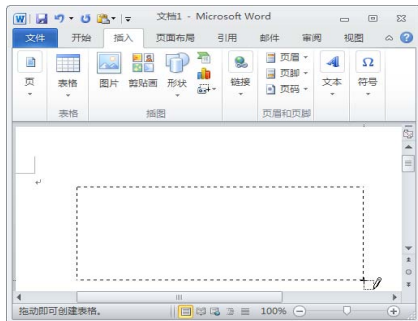 文档1 - Microsoft Word
文件 开始 插入 页面布局 引用 邮件 审阅 视图
页 表格 图片 剪贴画 形状 链接 页眉 页脚 页码 文本 符号
表格 插图 页眉和页脚
拖动即可创建表格。 100%